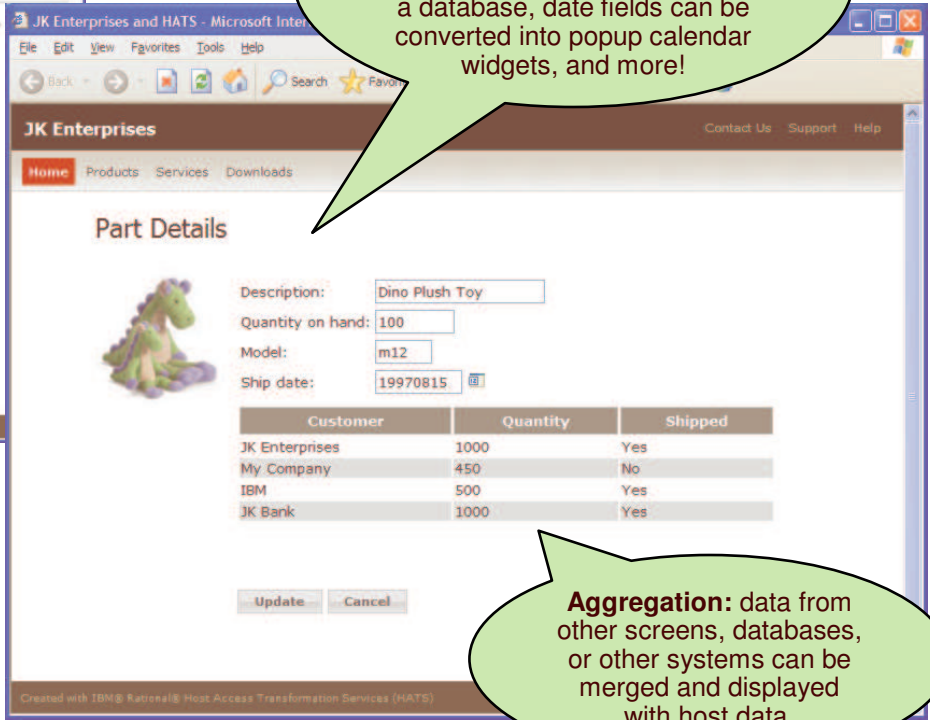 a database, date fields can be
converted into popup calendar
widgets, and more!
JK Enterprises and HATS - Microsoft Inter
File Edit View Favorites Tools Help
Back Search Favor
JK Enterprises
Contact Us Support Help
Home Products Services Downloads
Part Details
Description: Dino Plush Toy
Quantity on hand: 100
Model: m12
Ship date: 19970815
Customer Quantity Shipped
JK Enterprises 1000 Yes
My Company 450 No
IBM 500 Yes
JK Bank 1000 Yes
Update Cancel
Aggregation: data from
other screens, databases,
or other systems can be
merged and displayed
with host data
Created with IBM® Rational® Host Access Transformation Services (HATS)